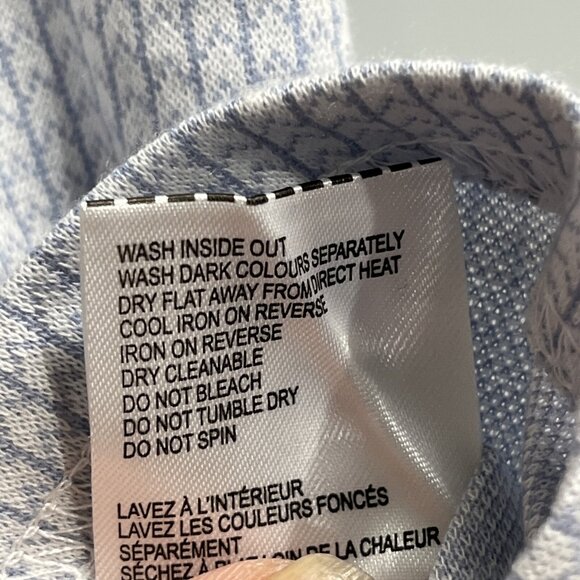 WASH INSIDE OUT
WASH DARK COLOURS SEPARATELY
DRY FLAT AWAY FROM DIRECT HEAT
COOL IRON ON REVERSE
IRON ON REVERSE
DRY CLEANABLE
DO NOT BLEACH
DO NOT TUMBLE DRY
DO NOT SPIN
LAVEZ À L'INTÉRIEUR
LAVEZ LES COULEURS FONCÉS
SÉPARÉMENT
SÉCHEZ À LOIN DE LA CHALEUR